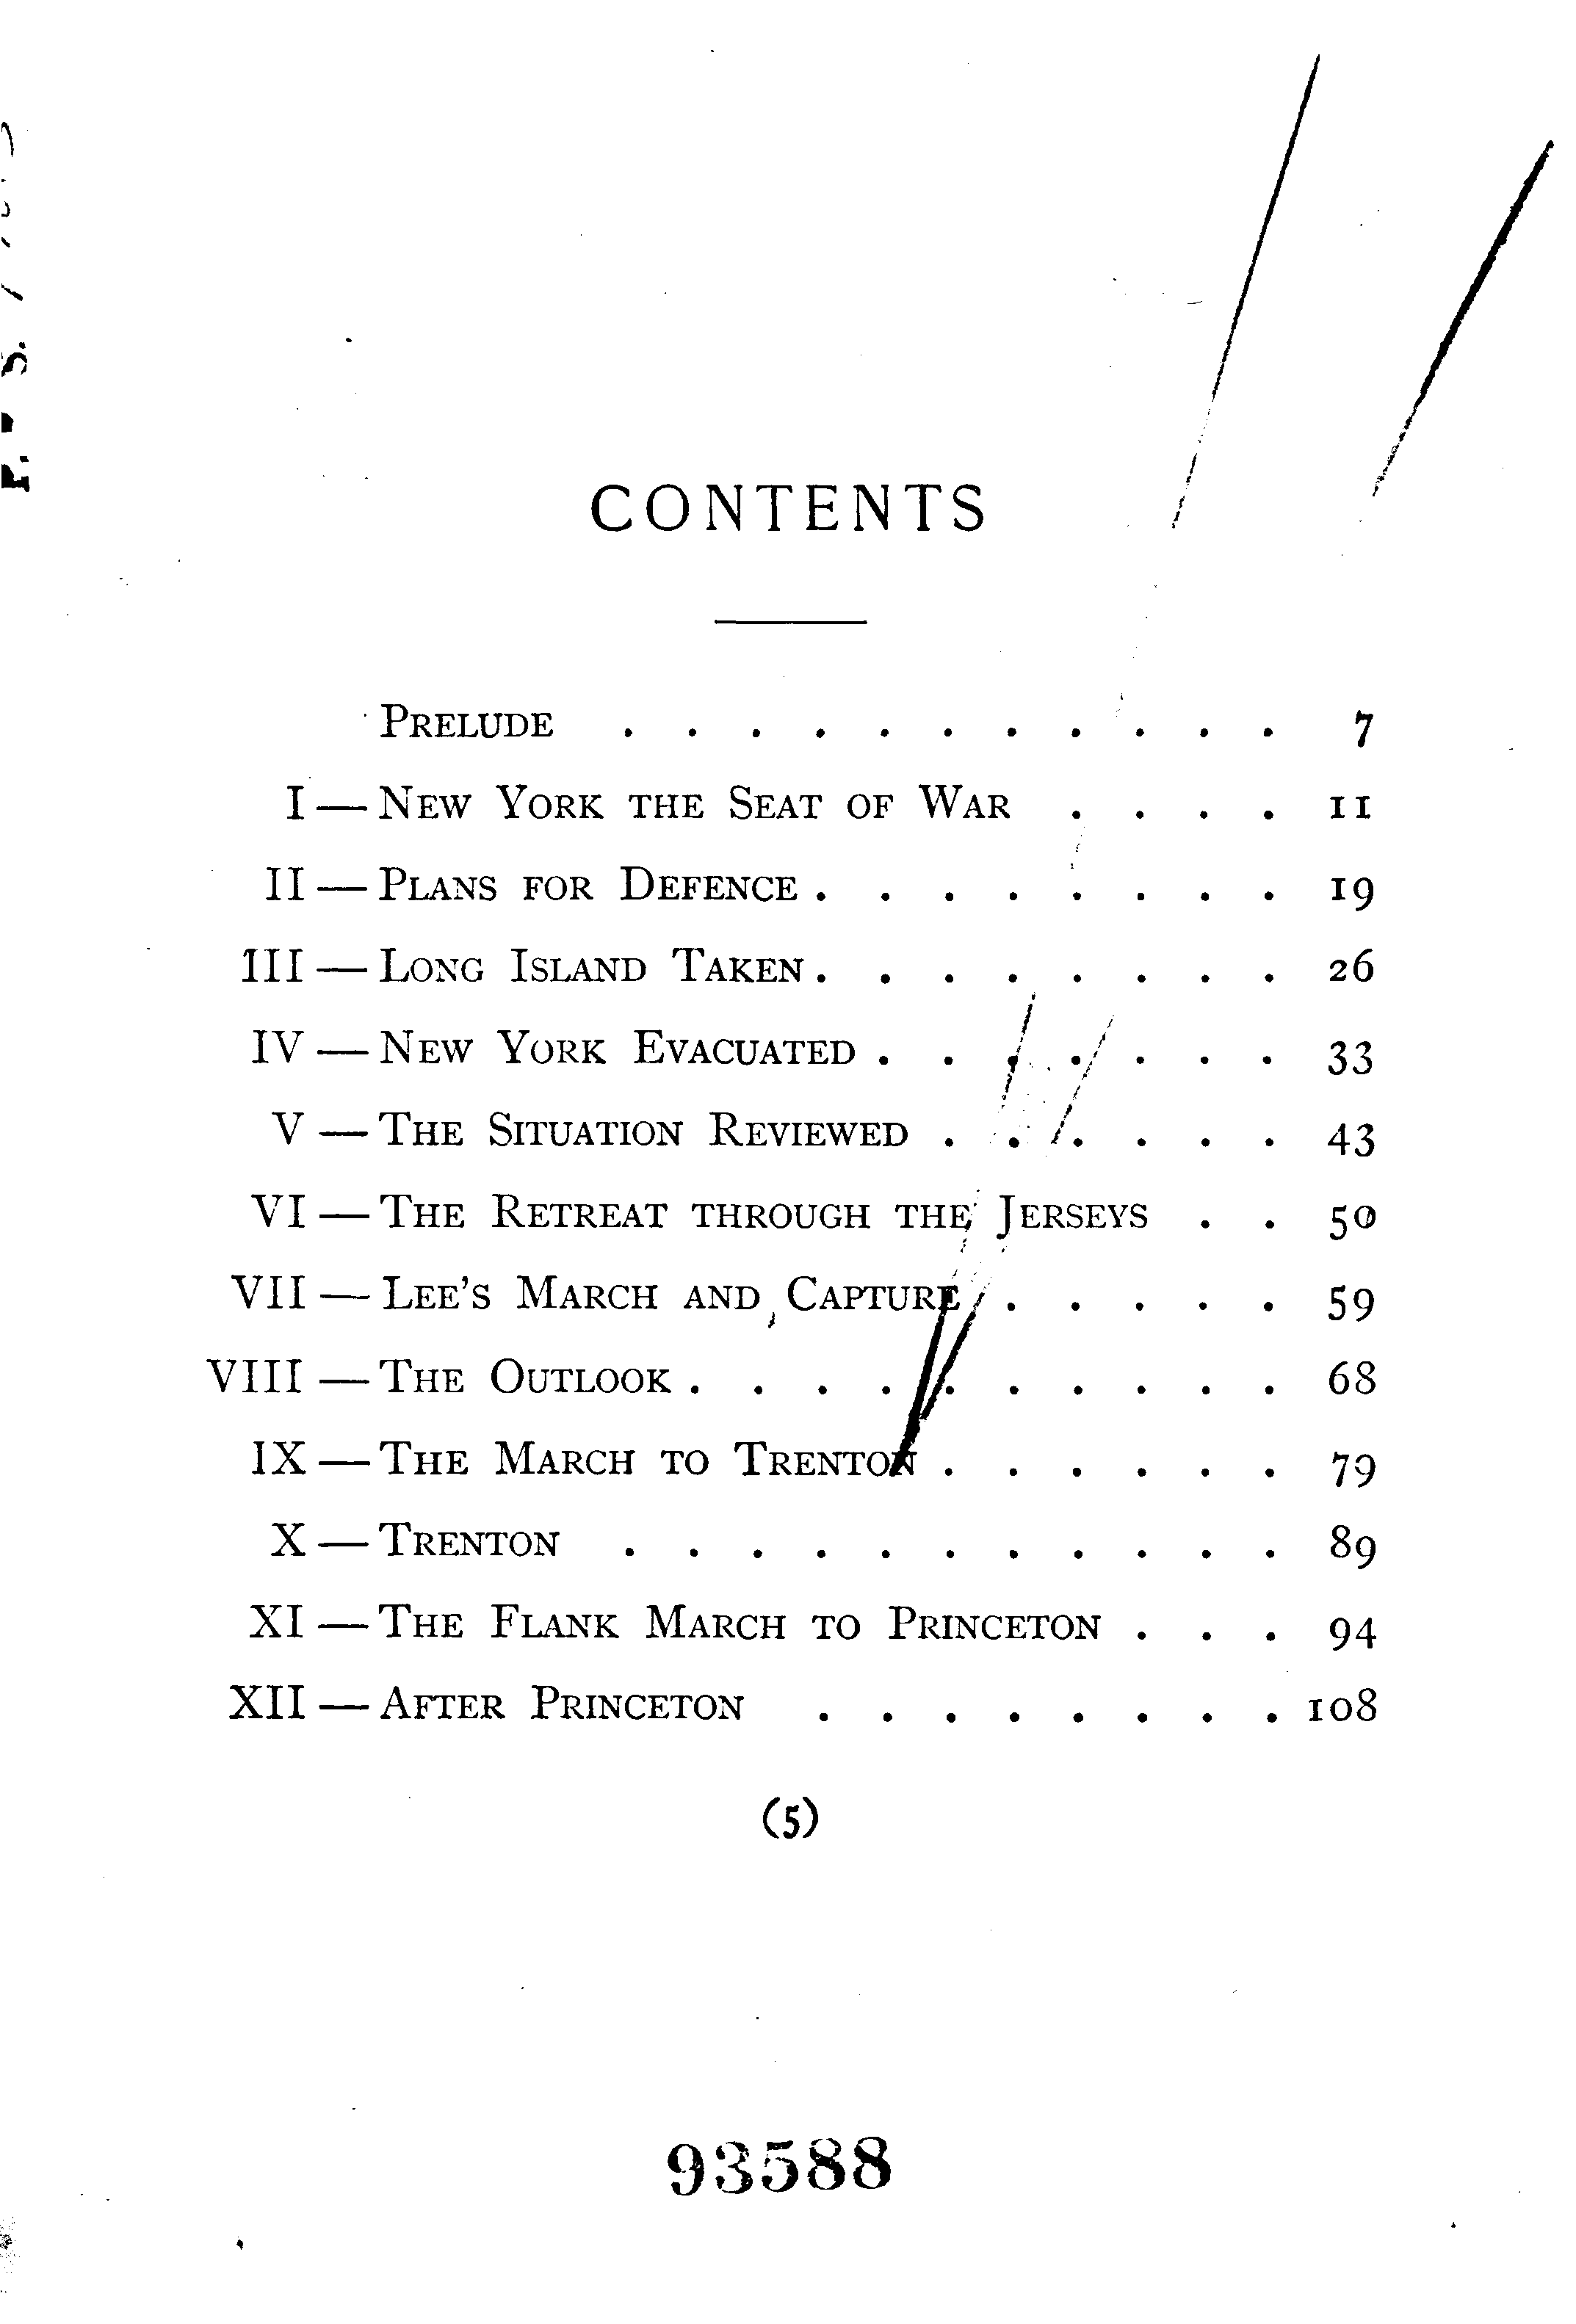 CONTENTS
PRELUDE . . . . . . . . . . . 7
I — NEW YORK THE SEAT OF WAR . . . . 11
II — PLANS FOR DEFENCE . . . . . . . . 19
III — LONG ISLAND TAKEN . . . . . . . . 26
IV — NEW YORK EVACUATED . . . . . . . 33
V — THE SITUATION REVIEWED . . . . . . 43
VI — THE RETREAT THROUGH THE JERSEYS . . 50
VII — LEE'S MARCH AND CAPTURE . . . . . 59
VIII — THE OUTLOOK . . . . . . . . . . 68
IX — THE MARCH TO TRENTON . . . . . . 79
X — TRENTON . . . . . . . . . . . 89
XI — THE FLANK MARCH TO PRINCETON . . . 94
XII — AFTER PRINCETON . . . . . . . . 108
(5)
93588